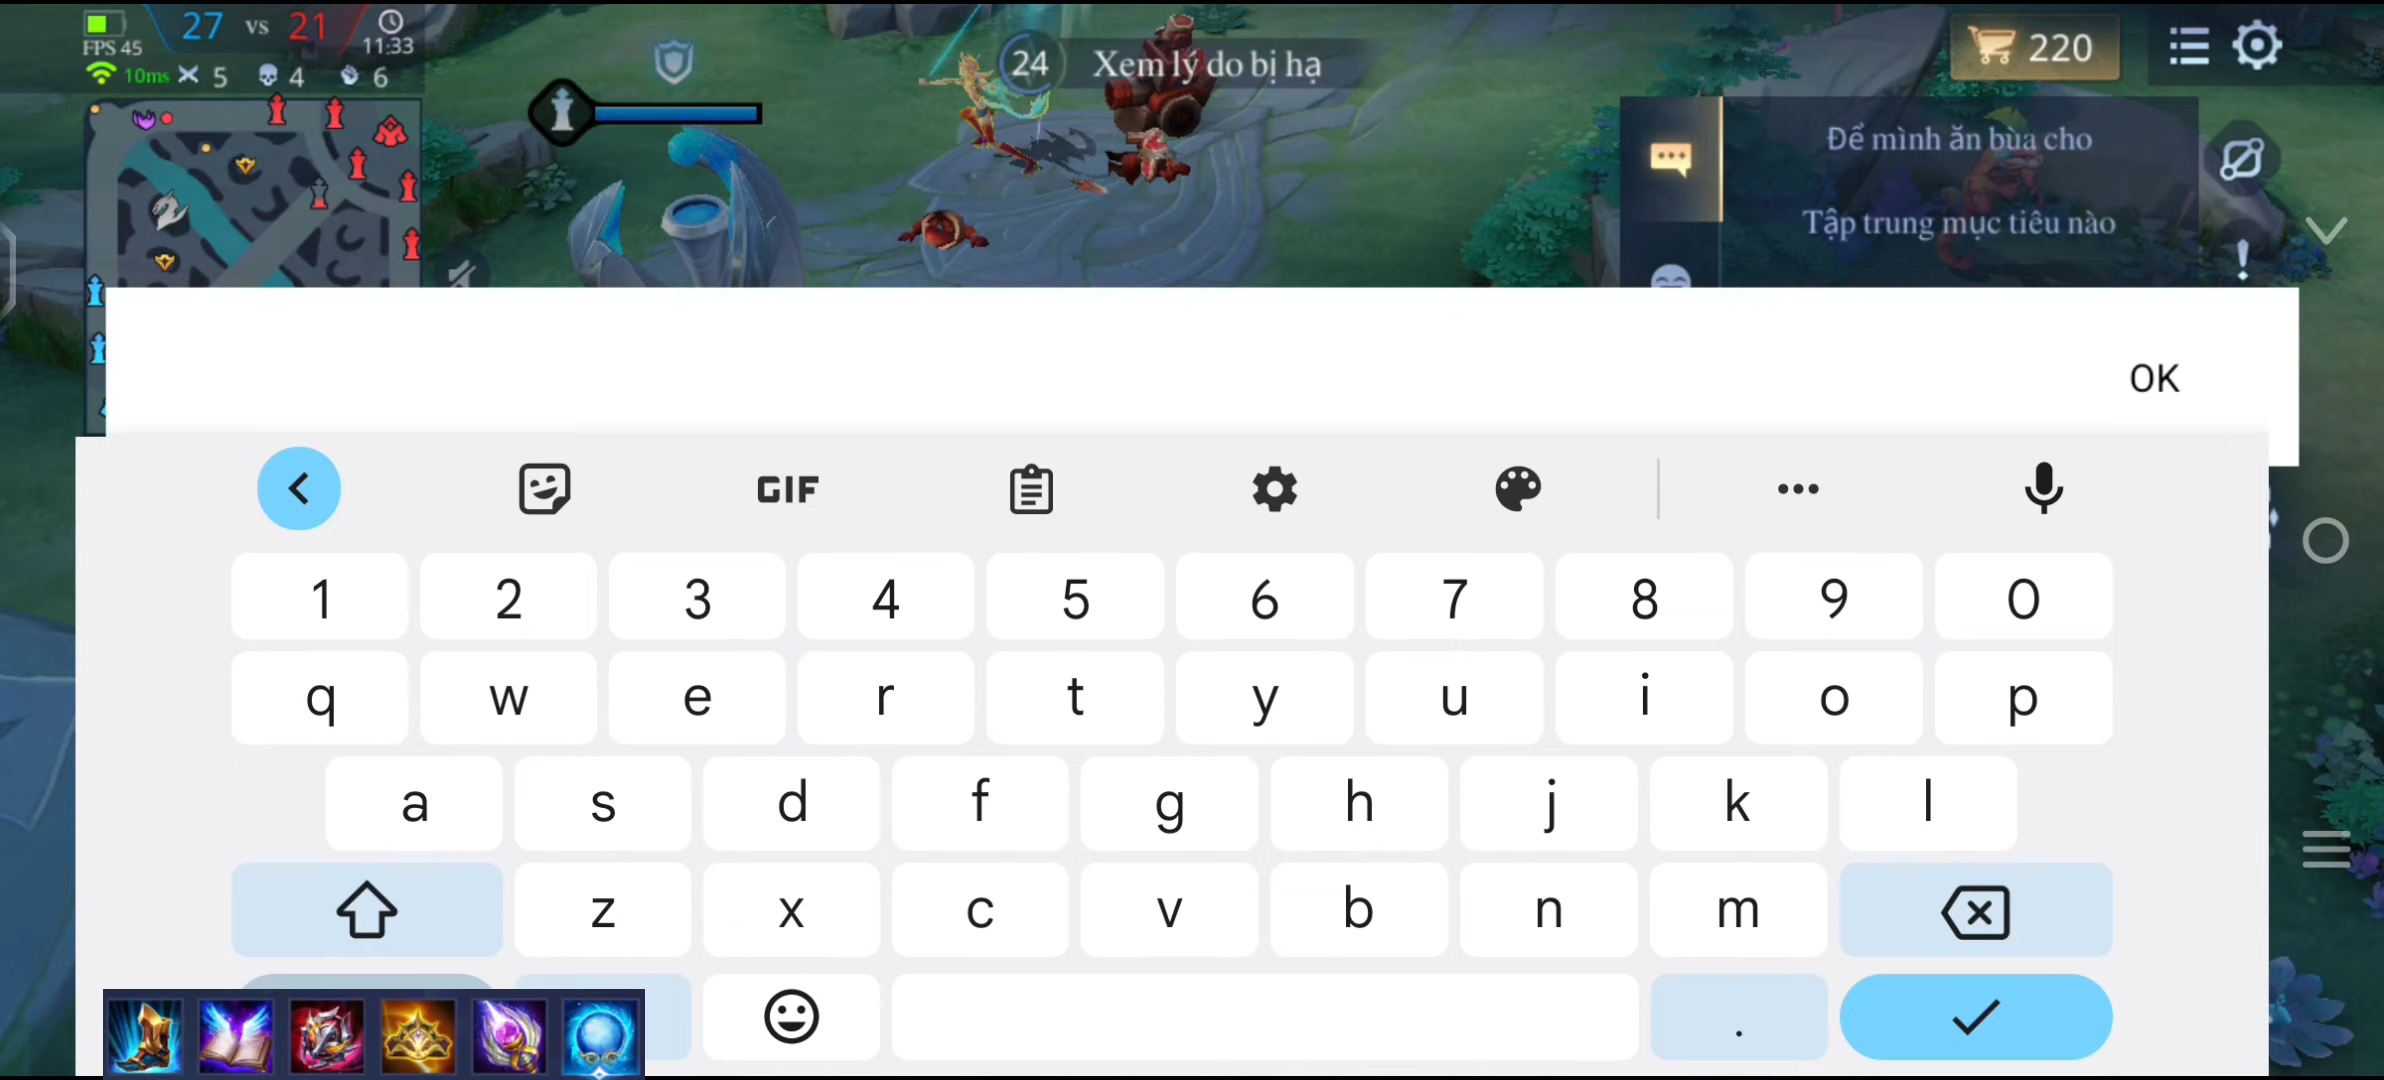 27 vs 21
FPS 45
11:33
10ms 5 4 6
24 Xem lý do bị hạ
220
Để mình ăn bùa cho
Tập trung mục tiêu nào
OK
GIF
1 2 3 4 5 6 7 8 9 0
q w e r t y u i o p
a s d f g h j k l
z x c v b n m
.